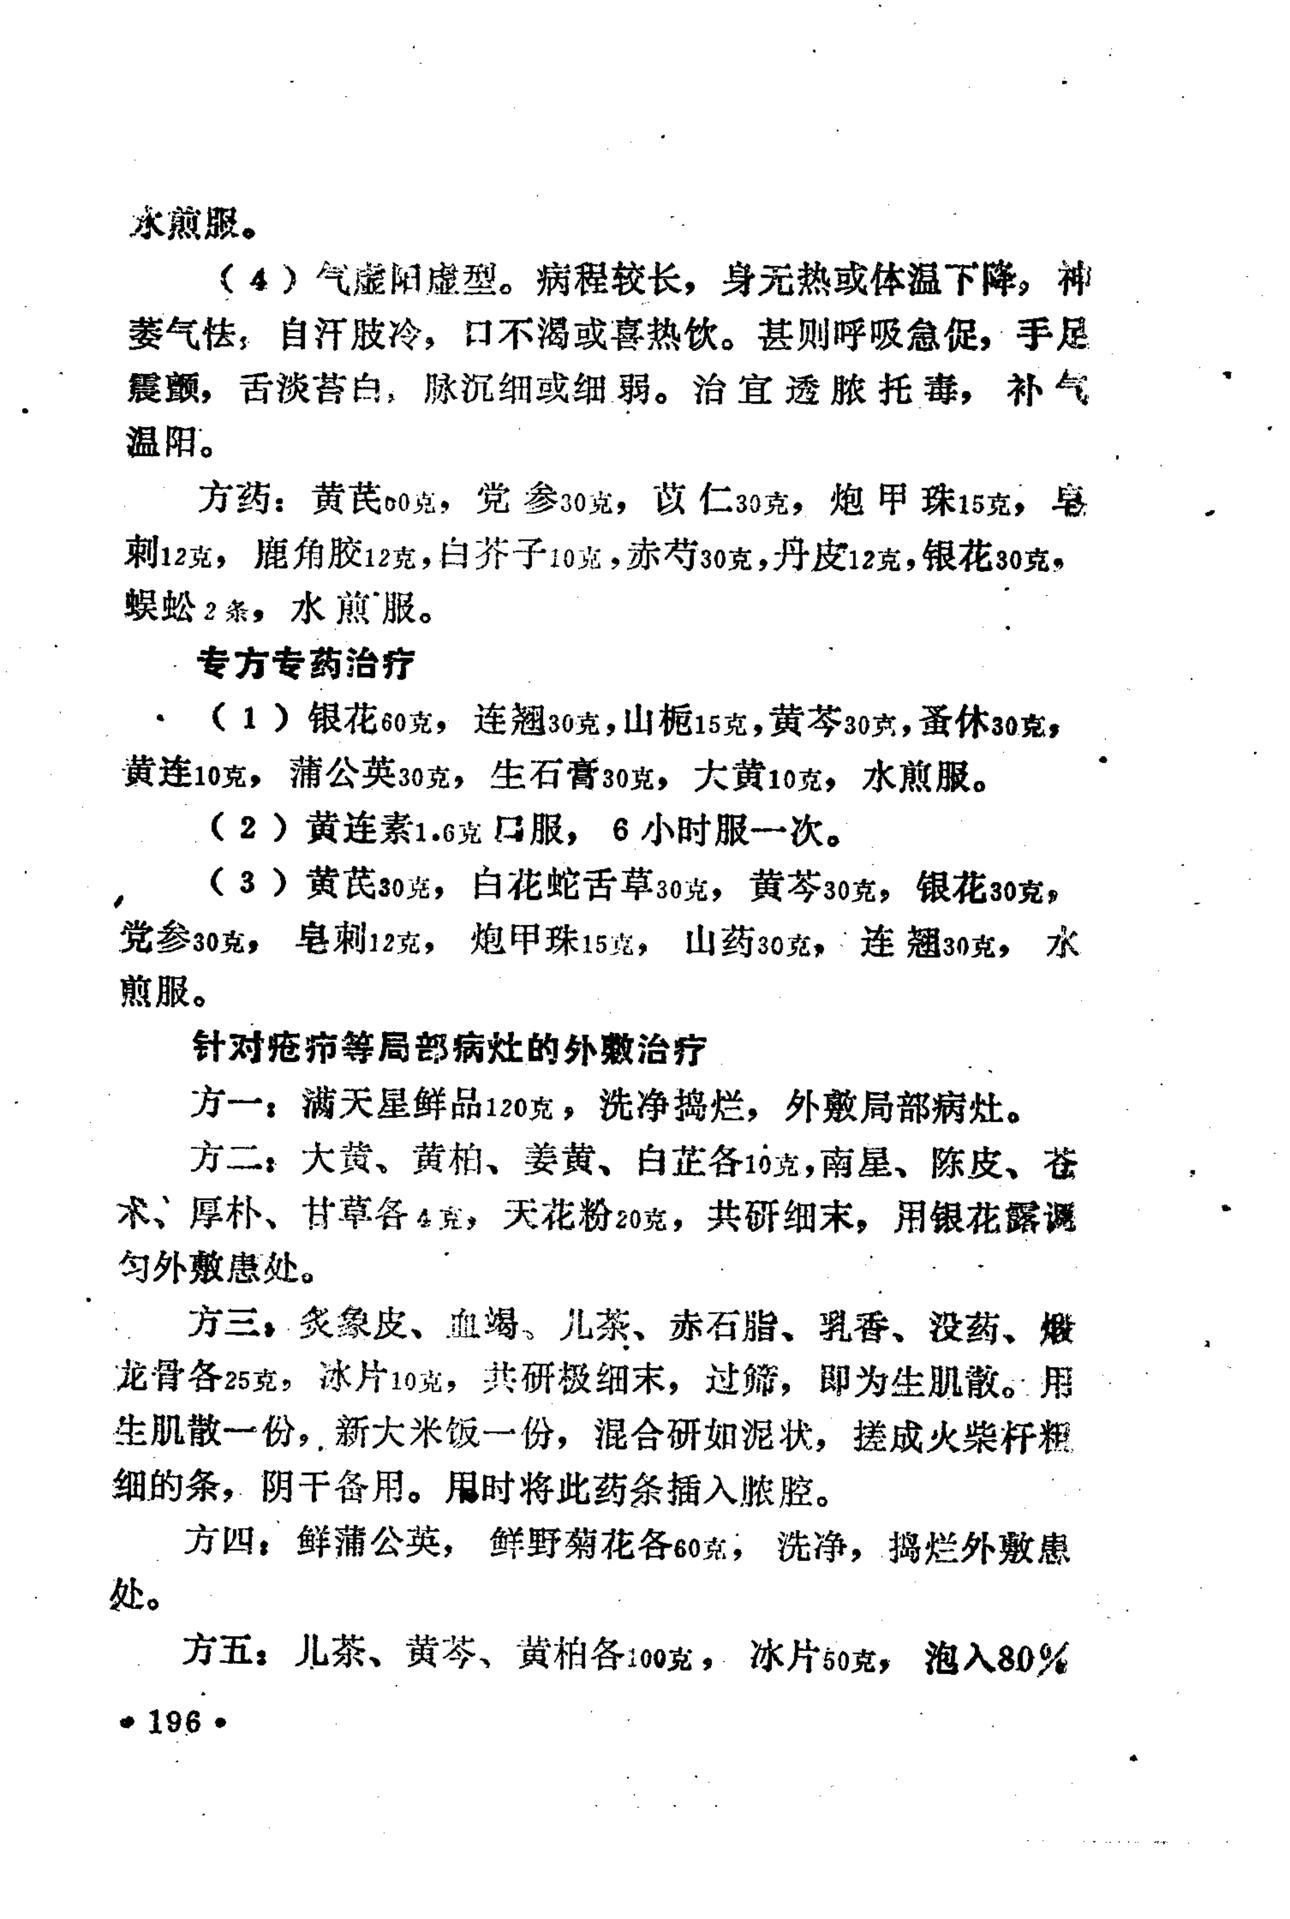 水煎服。
（4）气虚阳虚型。病程较长，身无热或体温下降，神
萎气怯，自汗肢冷，口不渴或喜热饮。甚则呼吸急促，手足
震颤，舌淡苔白，脉沉细或细弱。治宜透脓托毒，补气
温阳。
方药：黄芪60克，党参30克，苡仁30克，炮甲珠15克，皂
刺12克，鹿角胶12克，白芥子10克，赤芍30克，丹皮12克，银花30克，
蜈蚣2条，水煎服。
专方专药治疗
（1）银花60克，连翘30克，山栀15克，黄芩30克，蚤休30克，
黄连10克，蒲公英30克，生石膏30克，大黄10克，水煎服。
（2）黄连素1.6克口服，6小时服一次。
（3）黄芪30克，白花蛇舌草30克，黄芩30克，银花30克，
党参30克，皂刺12克，炮甲珠15克，山药30克，连翘30克，水
煎服。
针对疮疖等局部病灶的外敷治疗
方一：满天星鲜品120克，洗净捣烂，外敷局部病灶。
方二：大黄、黄柏、姜黄、白芷各10克，南星、陈皮、苍
术、厚朴、甘草各4克，天花粉20克，共研细末，用银花露调
匀外敷患处。
方三：炙象皮、血竭、儿茶、赤石脂、乳香、没药、煅
龙骨各25克，冰片10克，共研极细末，过筛，即为生肌散。用
生肌散一份，新大米饭一份，混合研如泥状，搓成火柴杆粗
细的条，阴干备用。用时将此药条插入脓腔。
方四：鲜蒲公英，鲜野菊花各60克，洗净，捣烂外敷患
处。
方五：儿茶、黄芩、黄柏各100克，冰片50克，泡入80%
•196•